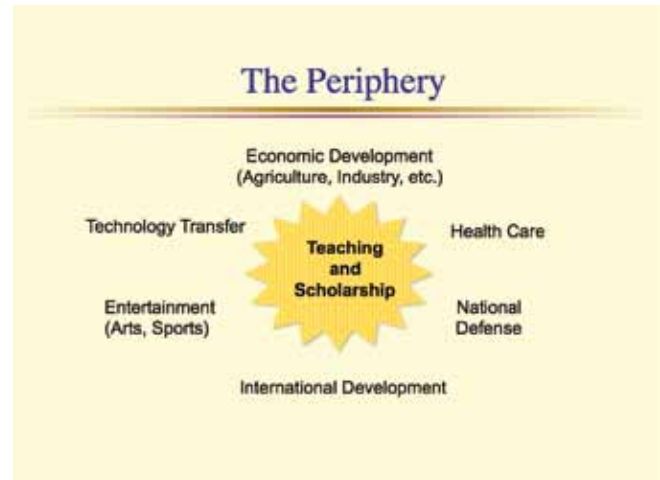 The Periphery
Economic Development
(Agriculture, Industry, etc.)
Technology Transfer
Health Care
Teaching
and
Scholarship
Entertainment
(Arts, Sports)
National
Defense
International Development